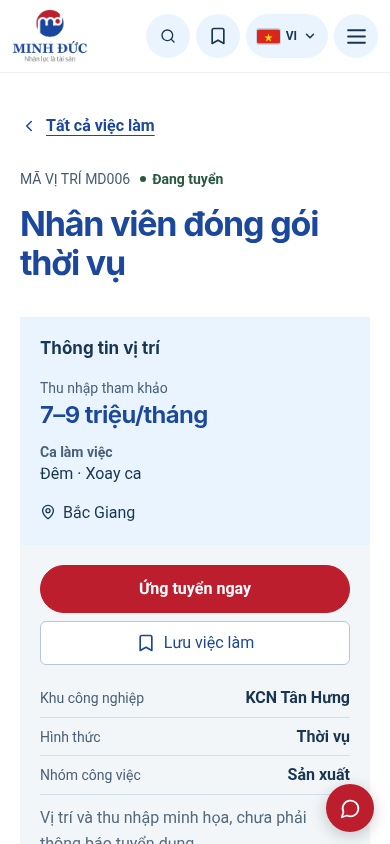 MINH ĐỨC
Nhân lực là tài sản
VI
Tất cả việc làm
MÃ VỊ TRÍ MD006 • Đang tuyển
Nhân viên đóng gói
thời vụ
Thông tin vị trí
Thu nhập tham khảo
7–9 triệu/tháng
Ca làm việc
Đêm · Xoay ca
Bắc Giang
Ứng tuyển ngay
Lưu việc làm
Khu công nghiệp KCN Tân Hưng
Hình thức Thời vụ
Nhóm công việc Sản xuất
Vị trí và thu nhập minh họa, chưa phải
thông báo tuyển dụng